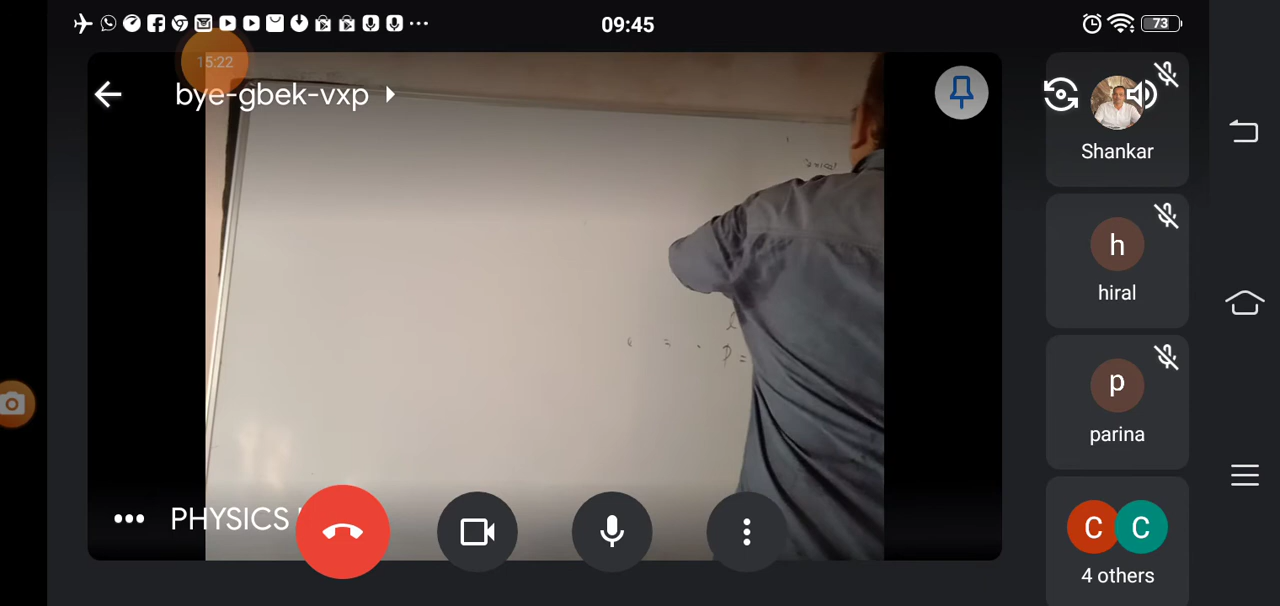 09:45
73
15:22
bye-gbek-vxp
Shankar
h
hiral
p
parina
PHYSICS
C C
4 others
P =